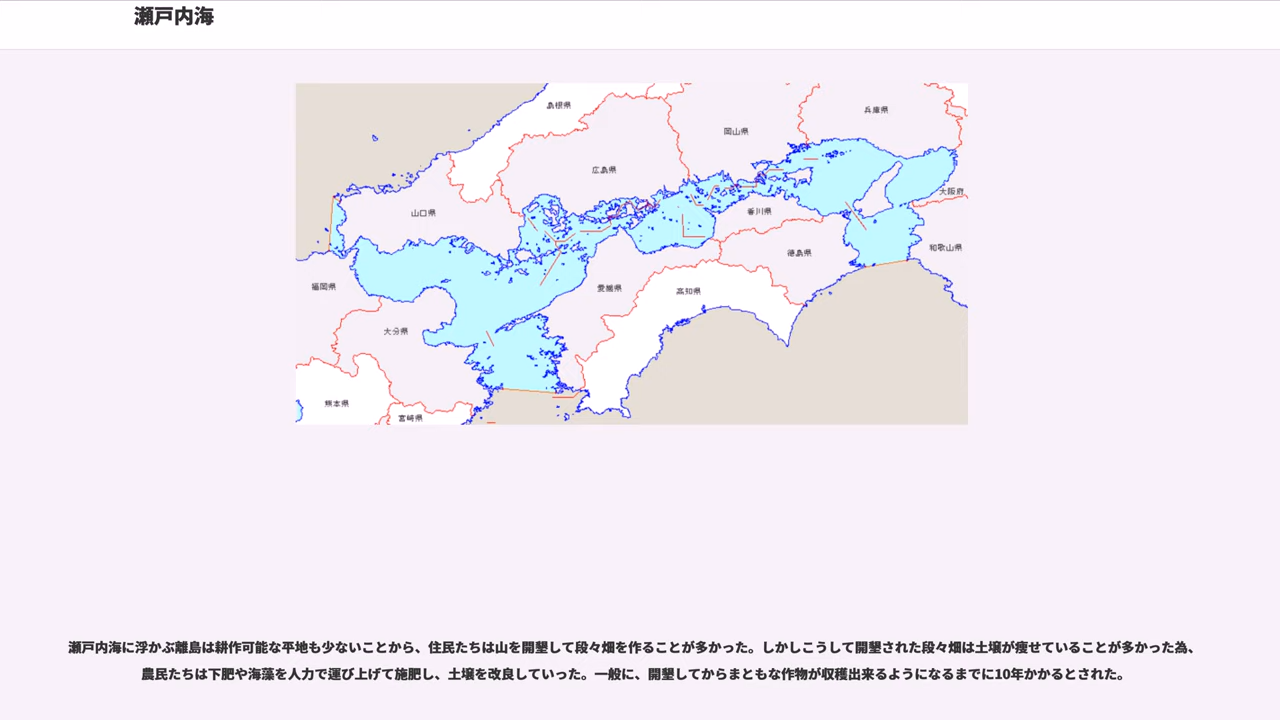 瀬戸内海
島根県
兵庫県
岡山県
広島県
大阪府
山口県
香川県
和歌山県
徳島県
福岡県
愛媛県
高知県
大分県
熊本県
宮崎県
瀬戸内海に浮かぶ離島は耕作可能な平地も少ないことから、住民たちは山を開墾して段々畑を作ることが多かった。しかしこうして開墾された段々畑は土壌が痩せていることが多かった為、
農民たちは下肥や海藻を人力で運び上げて施肥し、土壌を改良していった。一般に、開墾してからまともな作物が収穫出来るようになるまでに10年かかるとされた。